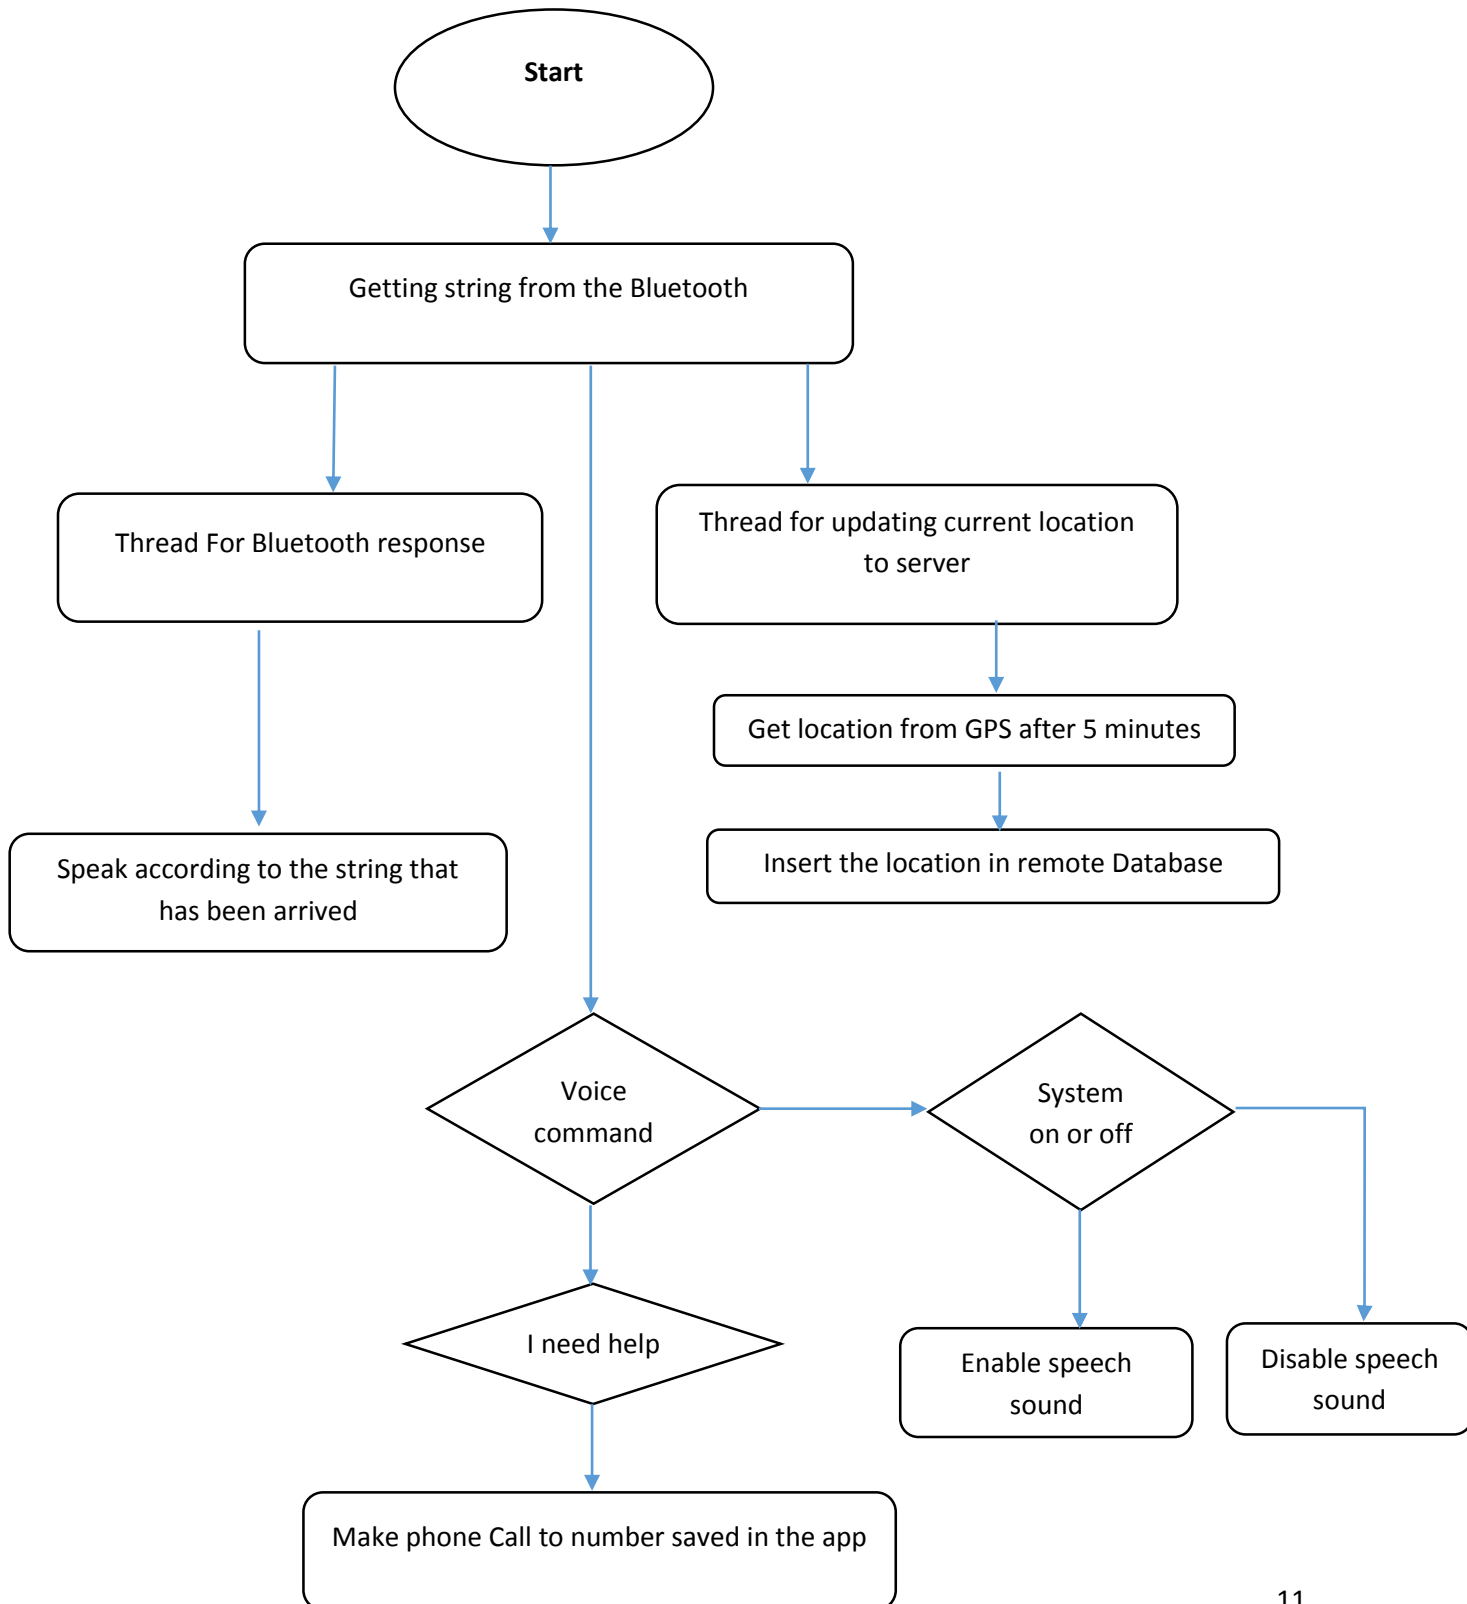 Start
Getting string from the Bluetooth
Thread For Bluetooth response
Thread for updating current location
to server
Get location from GPS after 5 minutes
Insert the location in remote Database
Speak according to the string that
has been arrived
Voice
command
System
on or off
I need help
Enable speech
sound
Disable speech
sound
Make phone Call to number saved in the app
11